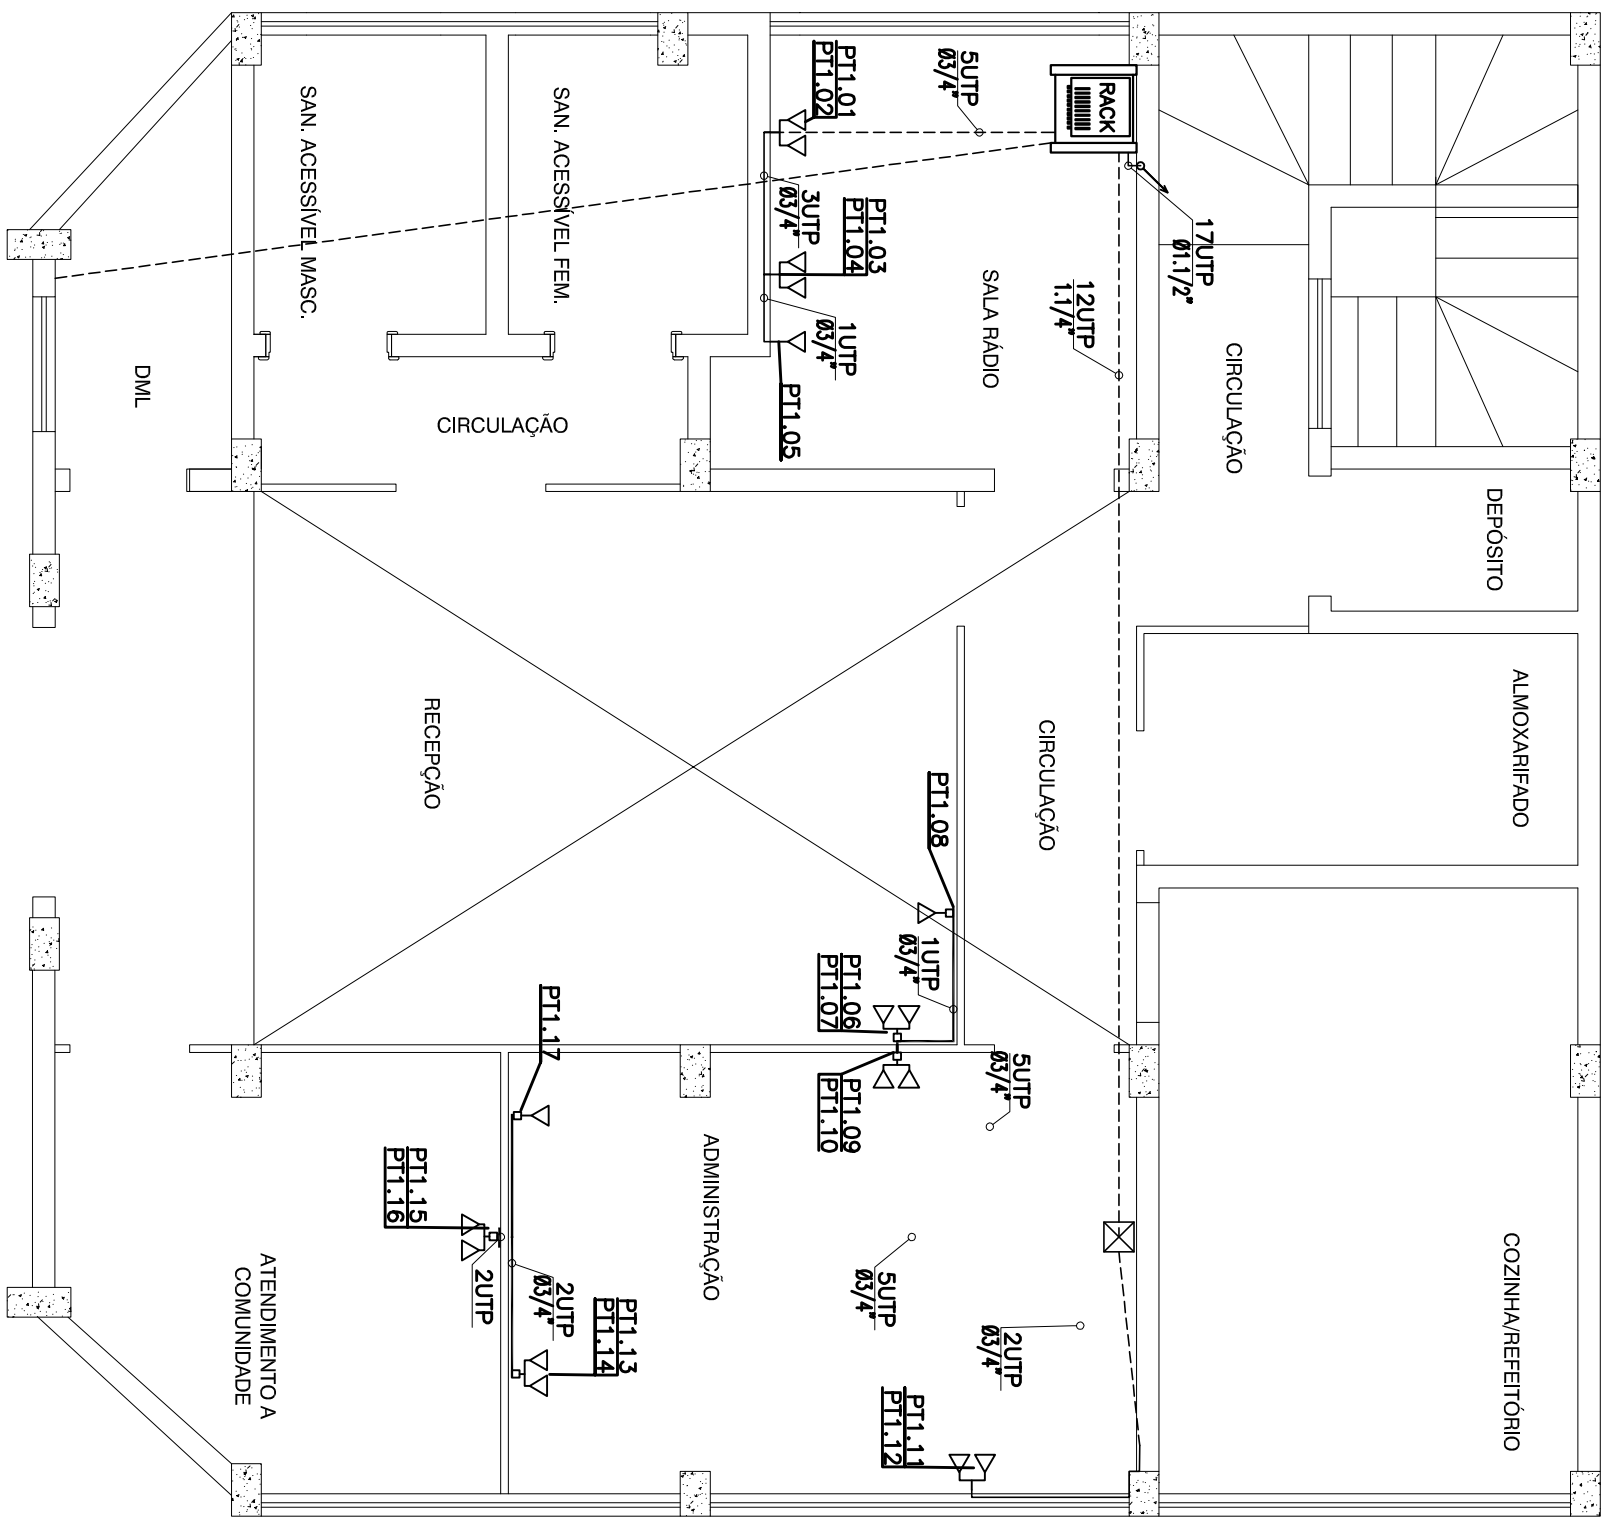 RACK
5UTP
Ø3/4"
PT1.01
PT1.02
3UTP
Ø3/4"
PT1.03
PT1.04
1UTP
Ø3/4"
PT1.05
17UTP
Ø1.1/2"
12UTP
1.1/4"
SALA RÁDIO
CIRCULAÇÃO
DEPÓSITO
ALMOXARIFADO
COZINHA/REFEITÓRIO
SAN. ACESSÍVEL FEM.
SAN. ACESSÍVEL MASC.
CIRCULAÇÃO
DML
RECEPÇÃO
CIRCULAÇÃO
PT1.08
1UTP
Ø3/4"
PT1.06
PT1.07
PT1.09
PT1.10
5UTP
Ø3/4"
5UTP
Ø3/4"
2UTP
Ø3/4"
PT1.11
PT1.12
ADMINISTRAÇÃO
PT1.17
2UTP
Ø3/4"
PT1.13
PT1.14
PT1.15
PT1.16
2UTP
ATENDIMENTO A
COMUNIDADE